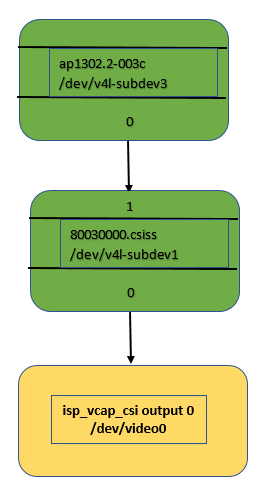 ap1302.2-003c
/dev/v4l-subdev3
0
1
80030000.csiss
/dev/v4l-subdev1
0
isp_vcap_csi output 0
/dev/video0